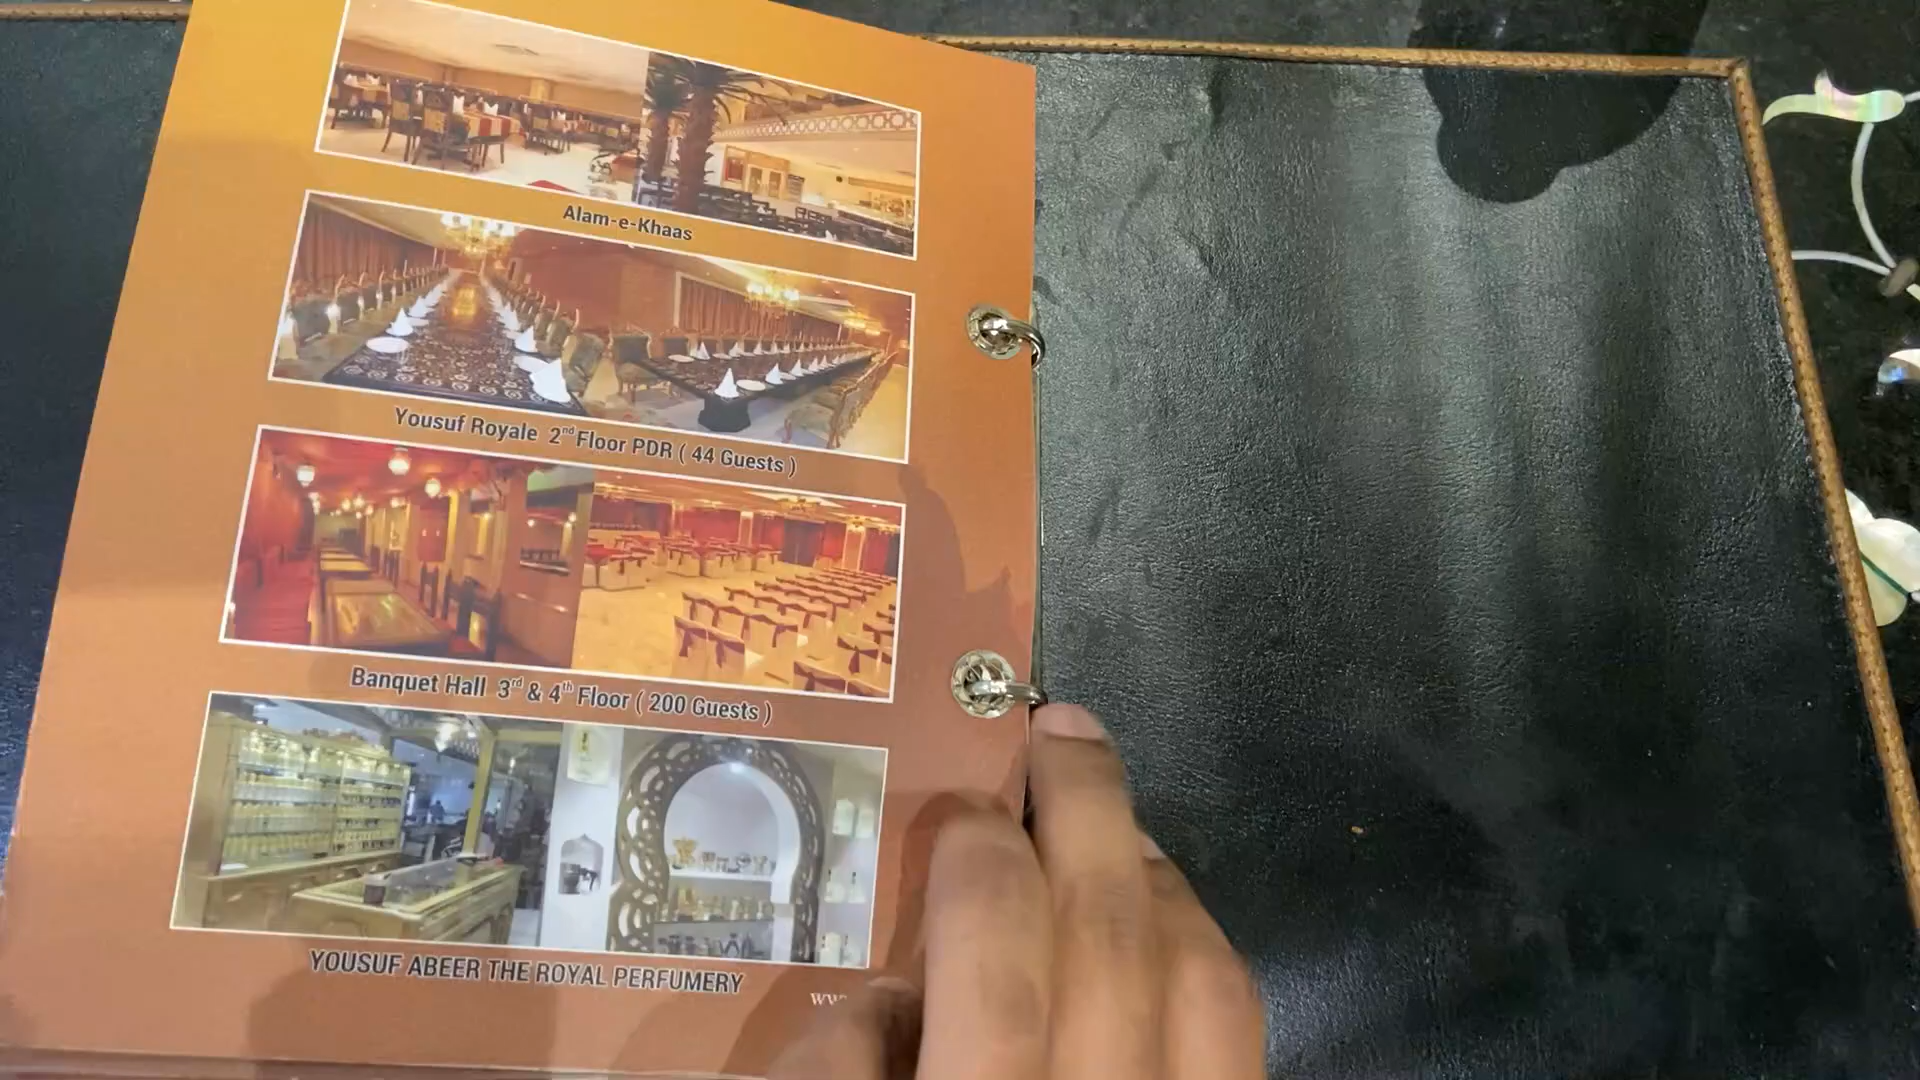 Alam-e-Khaas
Yousuf Royale 2nd Floor PDR ( 44 Guests )
Banquet Hall 3rd & 4th Floor ( 200 Guests )
YOUSUF ABEER THE ROYAL PERFUMERY